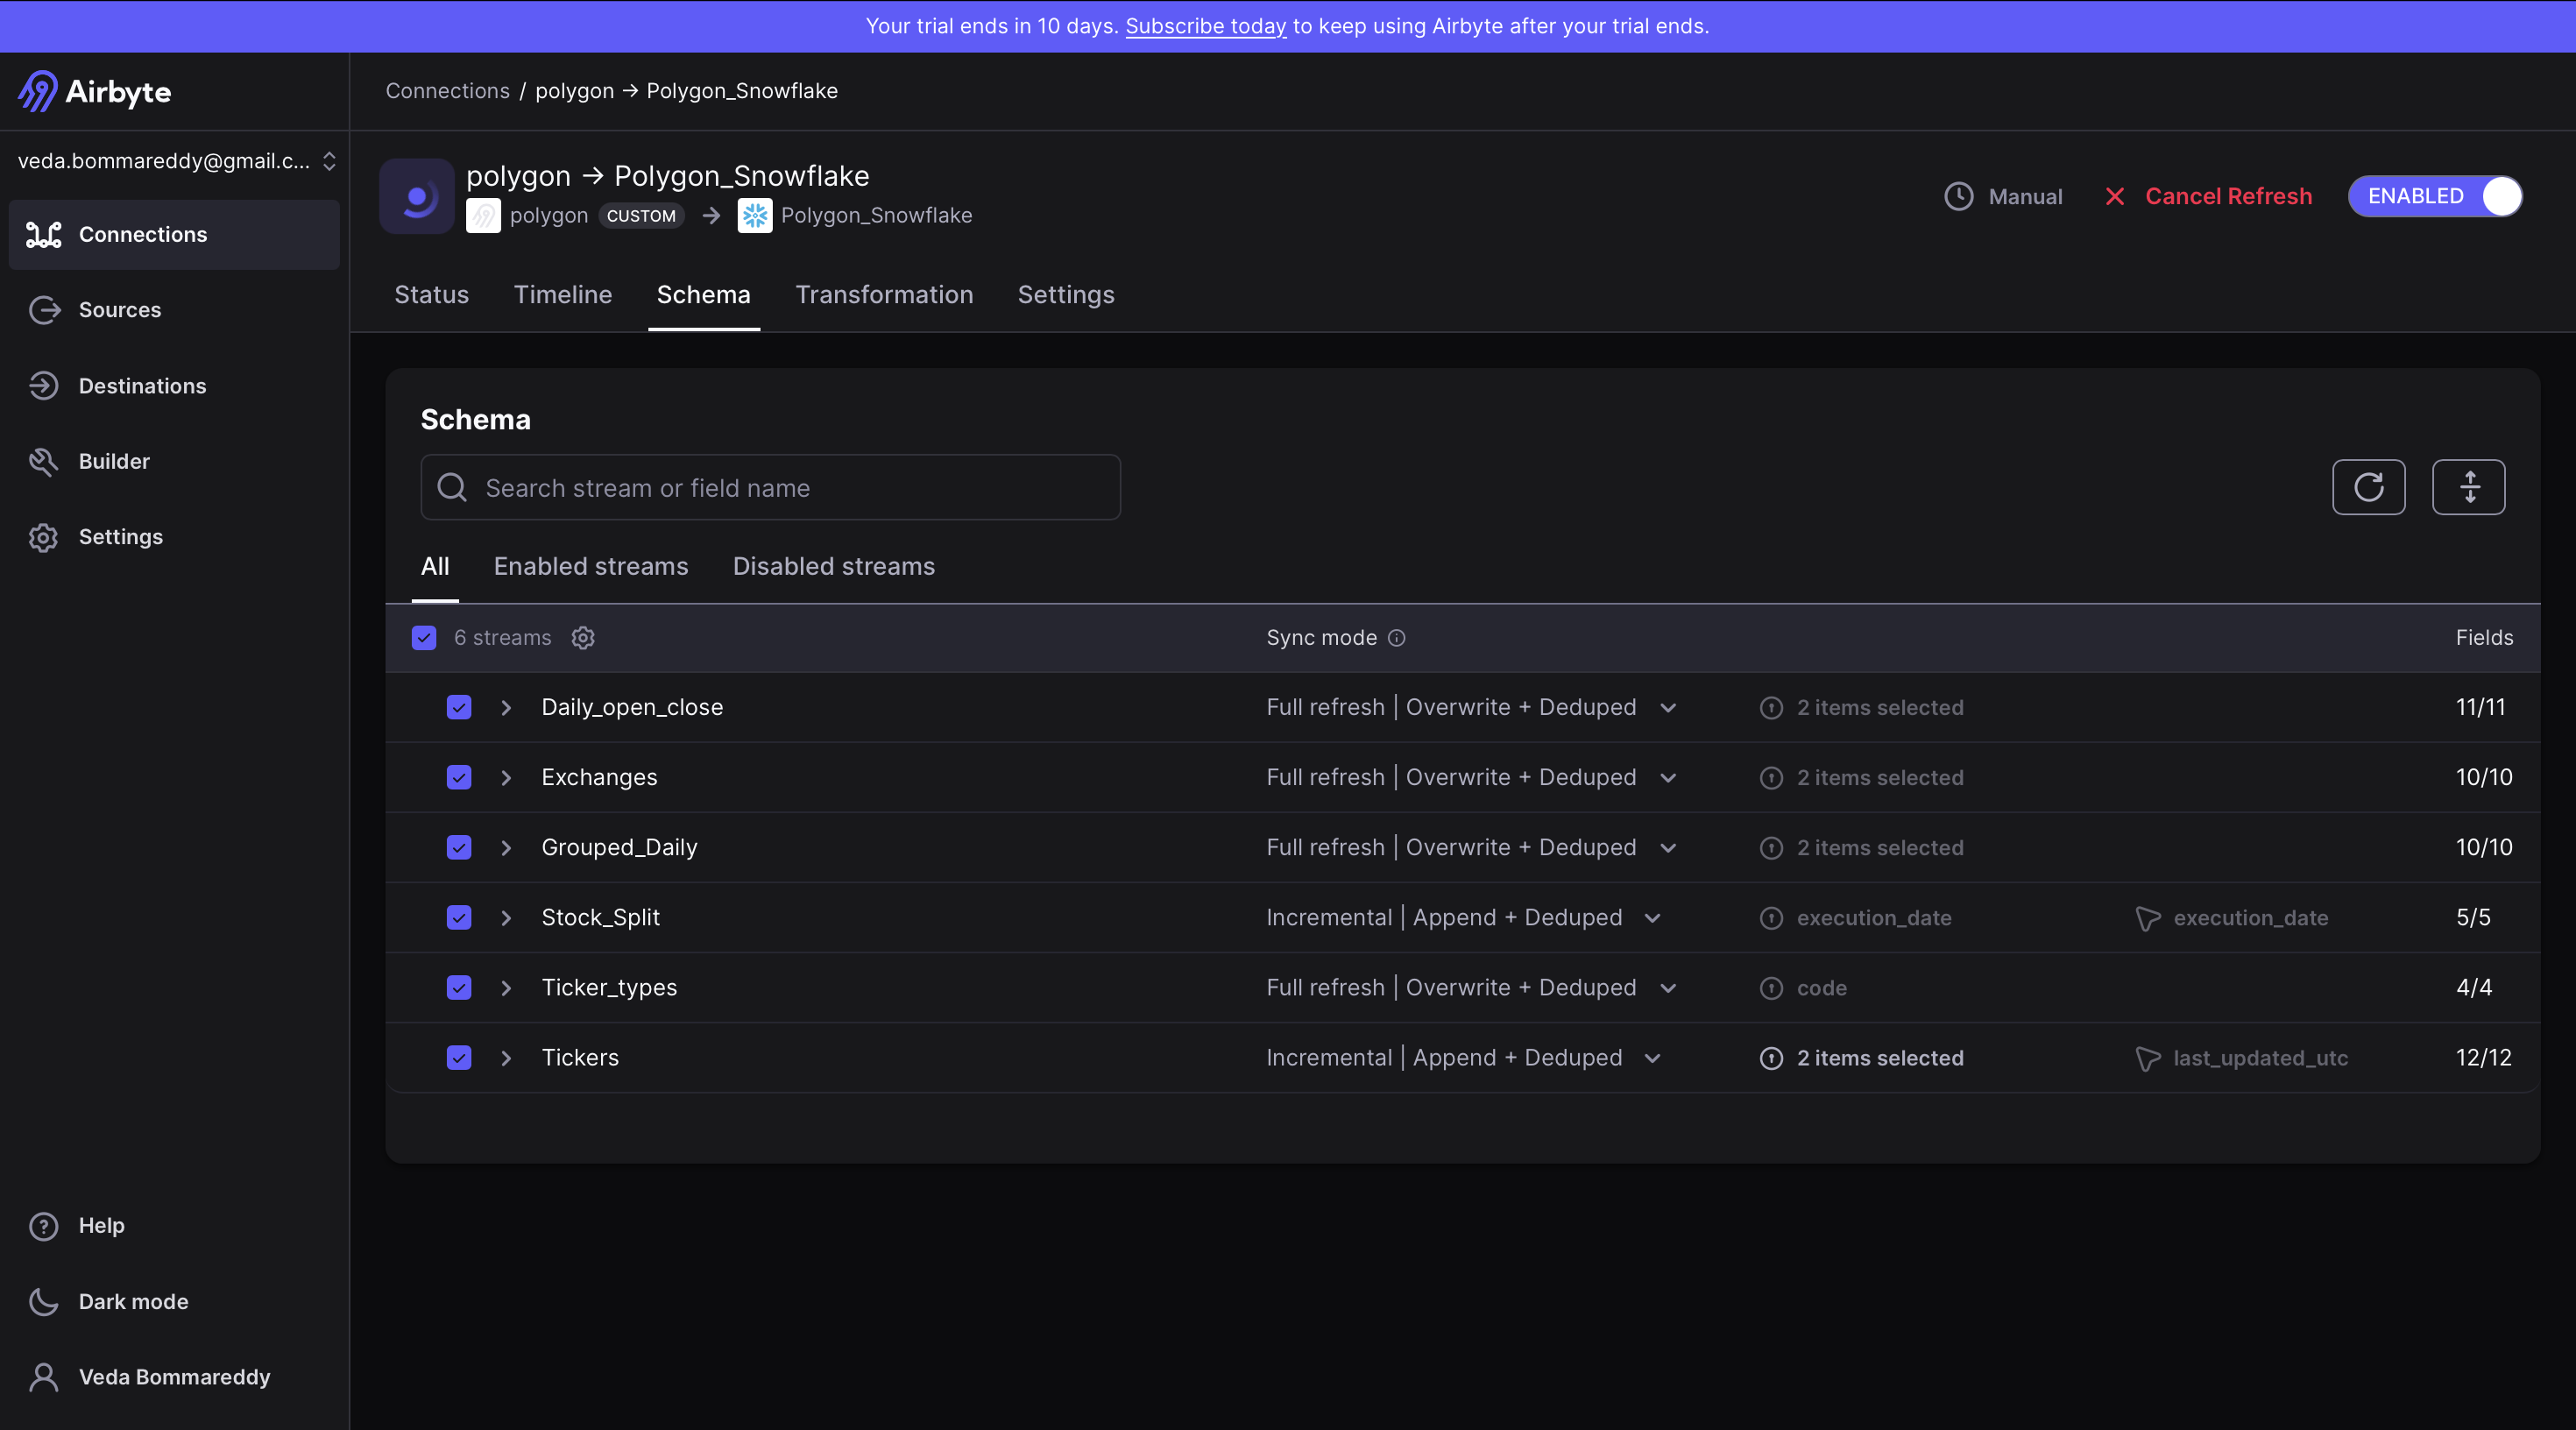 Your trial ends in 10 days. Subscribe today to keep using Airbyte after your trial ends.
Airbyte
veda.bommareddy@gmail.c...
Connections
Sources
Destinations
Builder
Settings
Help
Dark mode
Veda Bommareddy
Connections / polygon → Polygon_Snowflake
polygon → Polygon_Snowflake
polygon CUSTOM → Polygon_Snowflake
Manual
Cancel Refresh
ENABLED
Status Timeline Schema Transformation Settings
Schema
Search stream or field name
All Enabled streams Disabled streams
6 streams Sync mode Fields
Daily_open_close Full refresh | Overwrite + Deduped 2 items selected 11/11
Exchanges Full refresh | Overwrite + Deduped 2 items selected 10/10
Grouped_Daily Full refresh | Overwrite + Deduped 2 items selected 10/10
Stock_Split Incremental | Append + Deduped execution_date execution_date 5/5
Ticker_types Full refresh | Overwrite + Deduped code 4/4
Tickers Incremental | Append + Deduped 2 items selected last_updated_utc 12/12